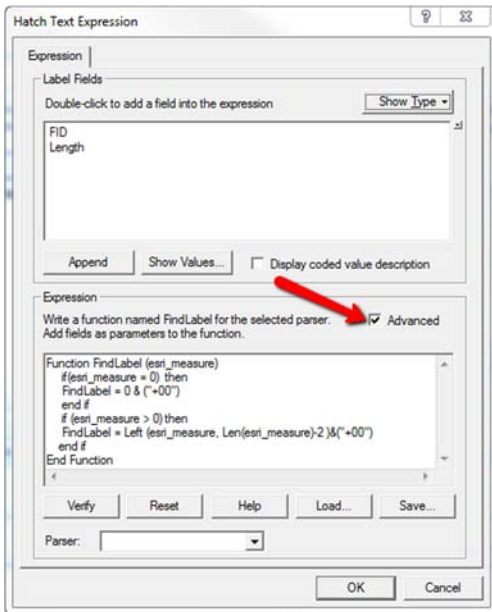 Hatch Text Expression
Expression
Label Fields
Double-click to add a field into the expression
Show Type
FID
Length
Append
Show Values...
Display coded value description
Expression
Write a function named FindLabel for the selected parser.
Add fields as parameters to the function.
Advanced
Function FindLabel (esri_measure)
if(esri_measure = 0) then
FindLabel = 0 & ("+00")
end if
if (esri_measure > 0)then
FindLabel = Left (esri_measure, Len(esri_measure)-2 )&("+00")
end if
End Function
Verify
Reset
Help
Load...
Save...
Parser:
OK
Cancel